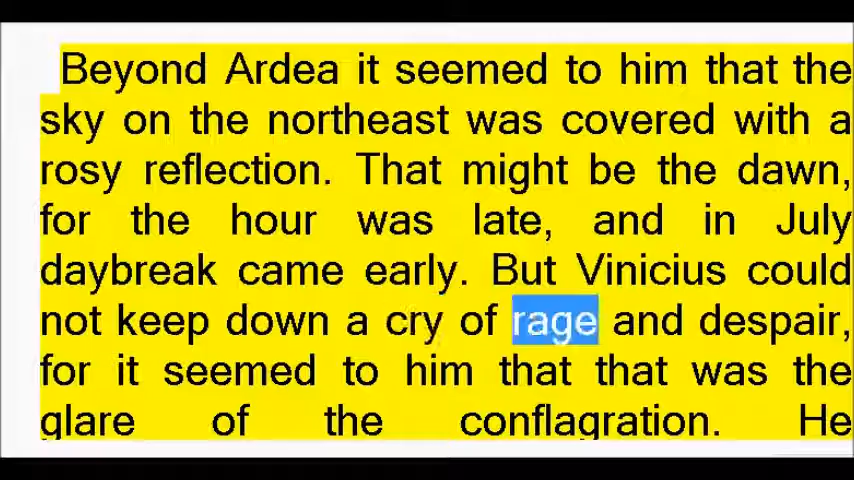 Beyond Ardea it seemed to him that the
sky on the northeast was covered with a
rosy reflection. That might be the dawn,
for the hour was late, and in July
daybreak came early. But Vinicius could
not keep down a cry of rage and despair,
for it seemed to him that that was the
glare of the conflagration. He